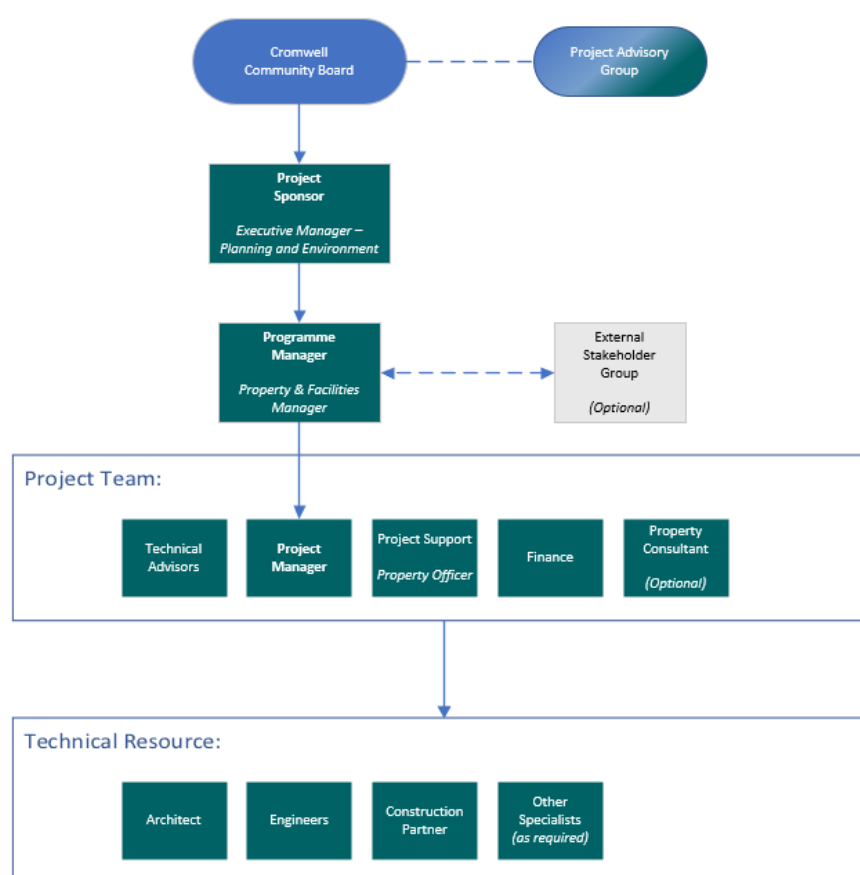 Cromwell
Community Board
Project Advisory
Group
Project
Sponsor
Executive Manager –
Planning and Environment
Programme
Manager
Property & Facilities
Manager
External
Stakeholder
Group
(Optional)
Project Team:
Technical
Advisors
Project
Manager
Project Support
Property Officer
Finance
Property
Consultant
(Optional)
Technical Resource:
Architect
Engineers
Construction
Partner
Other
Specialists
(as required)